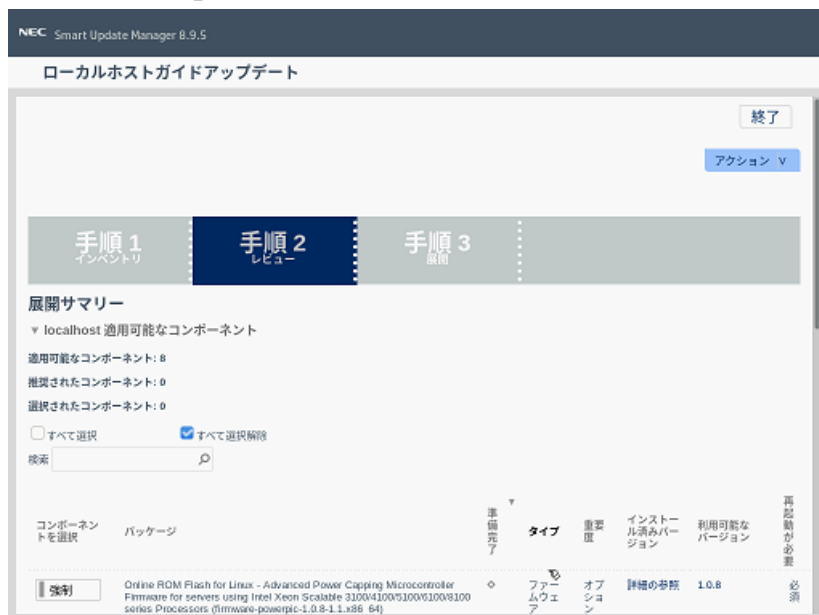 NEC Smart Update Manager 8.9.5
ローカルホストガイドアップデート
終了
アクション ∨
手順 1
インベントリ
手順 2
レビュー
手順 3
展開
展開サマリー
▼ localhost 適用可能なコンポーネント
適用可能なコンポーネント: 8
推奨されたコンポーネント: 0
選択されたコンポーネント: 0
すべて選択
すべて選択解除
検索
コンポーネン
トを選択
パッケージ
準備完了
タイプ
重要
度
インストー
ル済みバー
ジョン
利用可能な
バージョン
再起動が必要
強制
Online ROM Flash for Linux - Advanced Power Capping Microcontroller
Firmware for servers using Intel Xeon Scalable 3100/4100/5100/6100/8100
series Processors (firmware-powerpic-1.0.8-1.1.x86_64)
ファー
ムウェ
ア
オプ
ショ
ン
詳細の参照
1.0.8
必
須